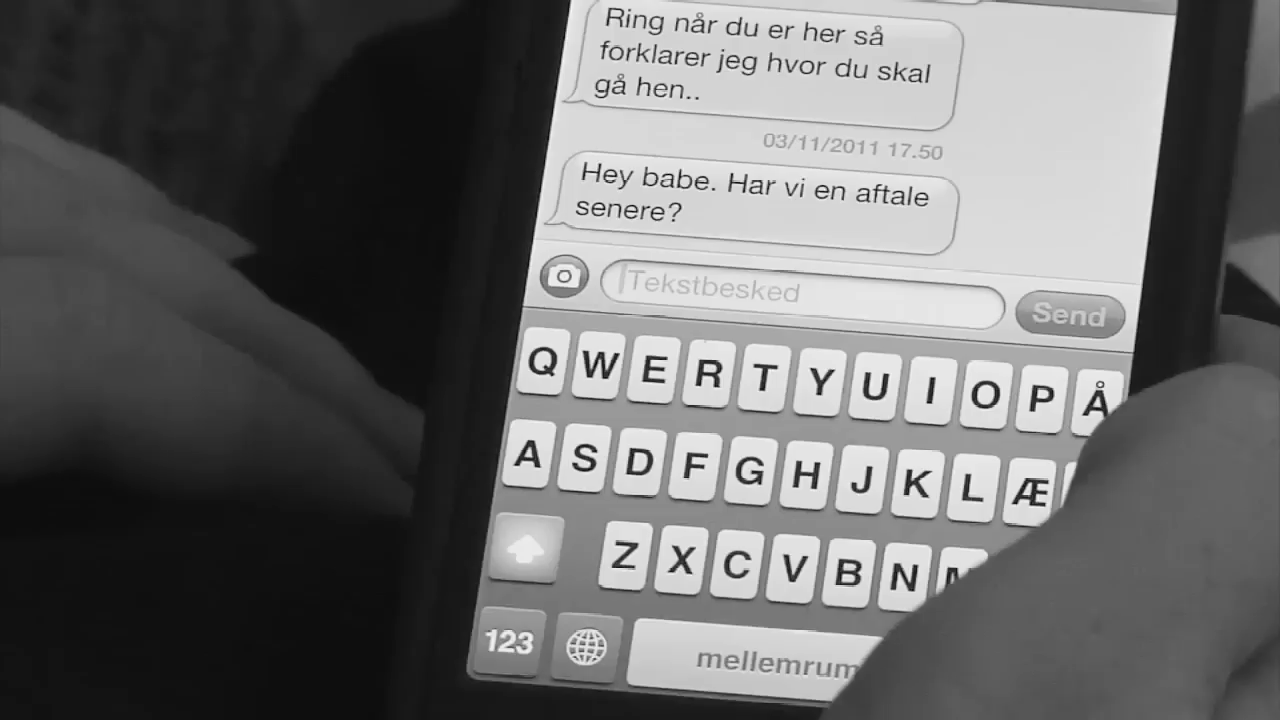 Ring når du er her så
forklarer jeg hvor du skal
gå hen..
03/11/2011 17.50
Hey babe. Har vi en aftale
senere?
Tekstbesked
Send
Q W E R T Y U I O P Å
A S D F G H J K L Æ
Z X C V B N
123
mellemrum